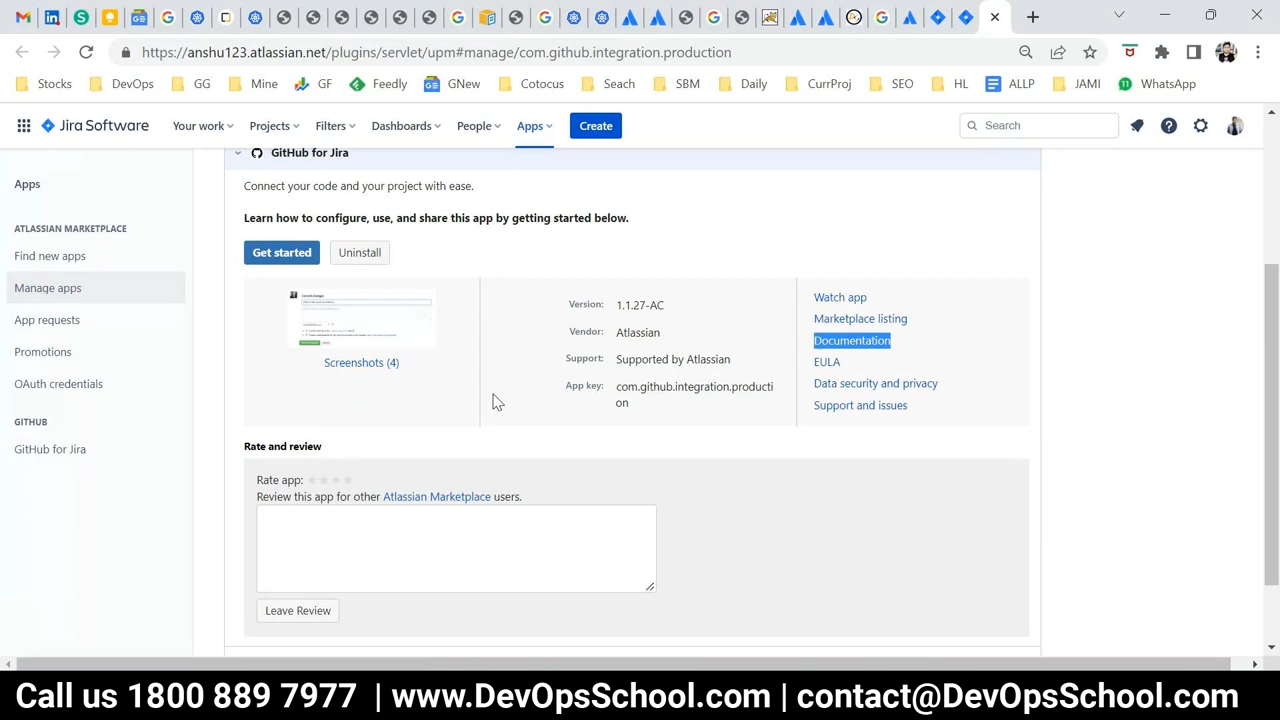 https://anshu123.atlassian.net/plugins/servlet/upm#manage/com.github.integration.production
Stocks DevOps GG Mine GF Feedly GNew Cotocus Seach SBM Daily CurrProj SEO HL ALLP JAMI WhatsApp
Jira Software Your work Projects Filters Dashboards People Apps Create Search
GitHub for Jira
Apps
Connect your code and your project with ease.
Learn how to configure, use, and share this app by getting started below.
ATLASSIAN MARKETPLACE
Find new apps
Manage apps
App requests
Promotions
OAuth credentials
GITHUB
GitHub for Jira
Get started Uninstall
Screenshots (4)
Version: 1.1.27-AC
Vendor: Atlassian
Support: Supported by Atlassian
App key: com.github.integration.producti
on
Watch app
Marketplace listing
Documentation
EULA
Data security and privacy
Support and issues
Rate and review
Rate app:
Review this app for other Atlassian Marketplace users.
Leave Review
Call us 1800 889 7977 | www.DevOpsSchool.com | contact@DevOpsSchool.com